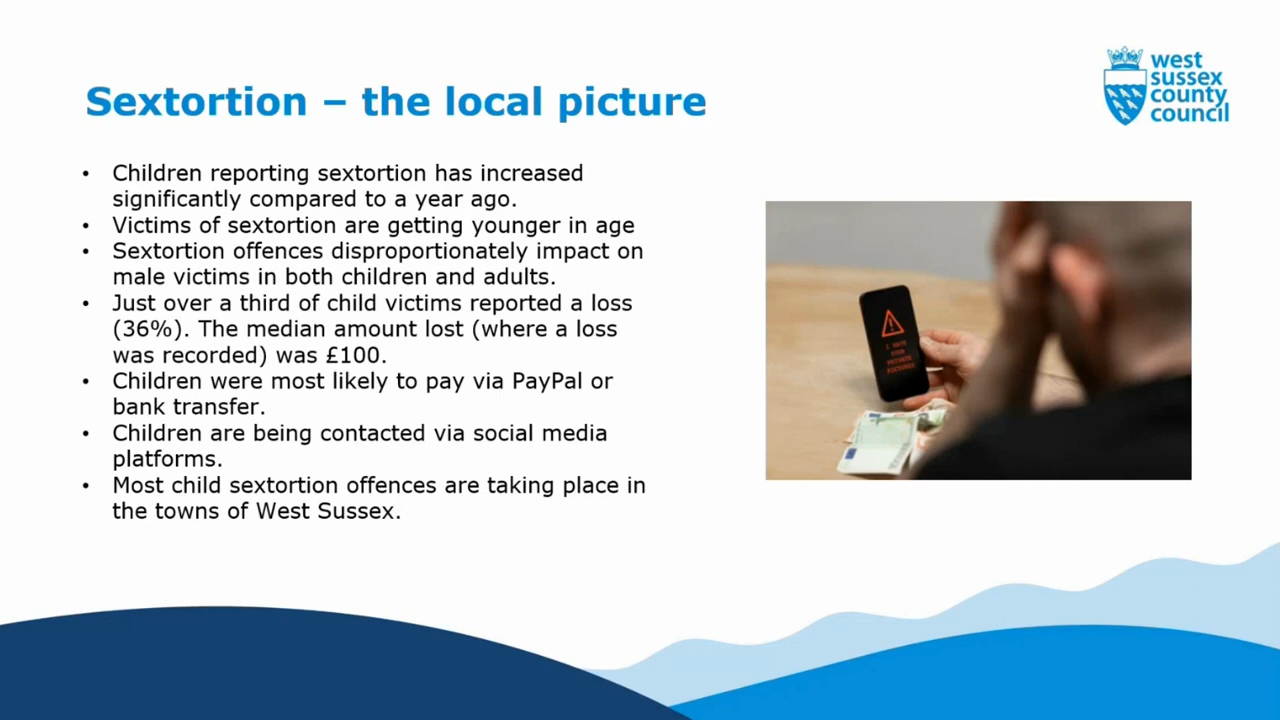 west
sussex
county
council
Sextortion – the local picture
• Children reporting sextortion has increased
significantly compared to a year ago.
• Victims of sextortion are getting younger in age
• Sextortion offences disproportionately impact on
male victims in both children and adults.
• Just over a third of child victims reported a loss
(36%). The median amount lost (where a loss
was recorded) was £100.
• Children were most likely to pay via PayPal or
bank transfer.
• Children are being contacted via social media
platforms.
• Most child sextortion offences are taking place in
the towns of West Sussex.
I HAVE
YOUR
PRIVATE
PICTURES